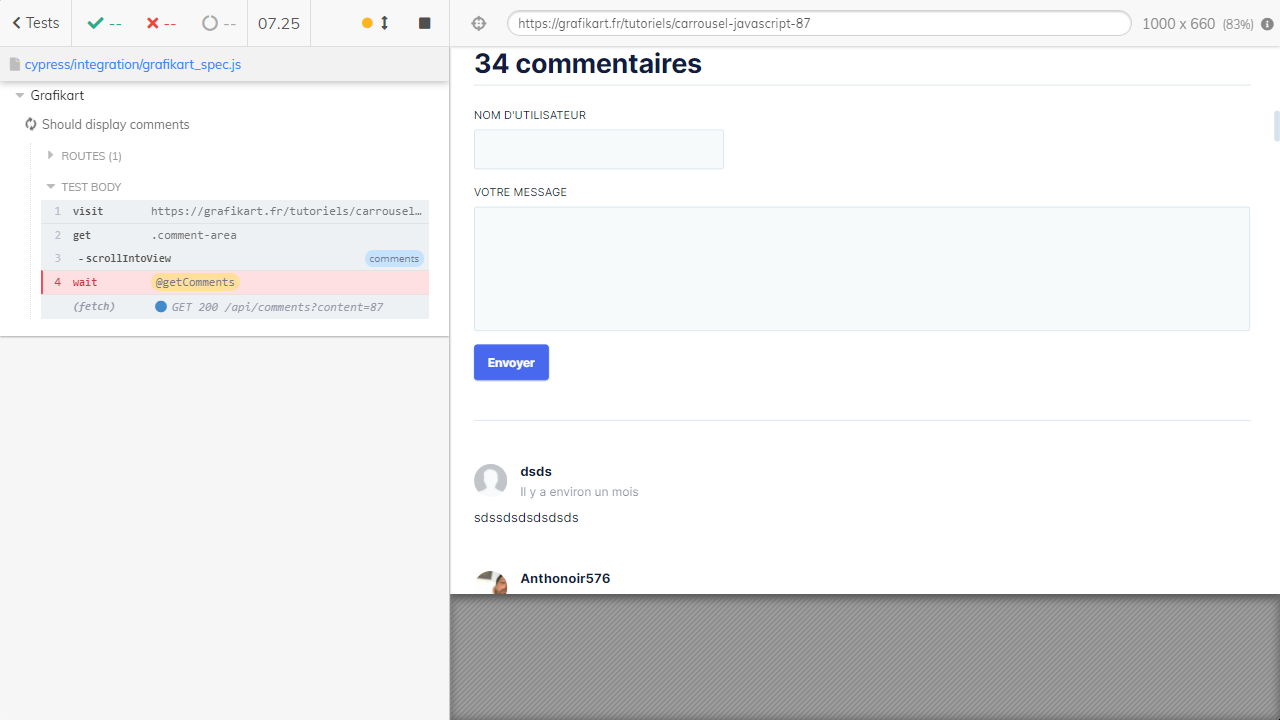 Tests
--
--
--
07.25
https://grafikart.fr/tutoriels/carrousel-javascript-87
1000 x 660 (83%)
cypress/integration/grafikart_spec.js
Grafikart
Should display comments
ROUTES (1)
TEST BODY
1 visit https://grafikart.fr/tutoriels/carrousel…
2 get .comment-area
3 - scrollIntoView comments
4 wait @getComments
(fetch) GET 200 /api/comments?content=87
34 commentaires
NOM D'UTILISATEUR
VOTRE MESSAGE
Envoyer
dsds
Il y a environ un mois
sdssdsdsdsdsds
Anthonoir576